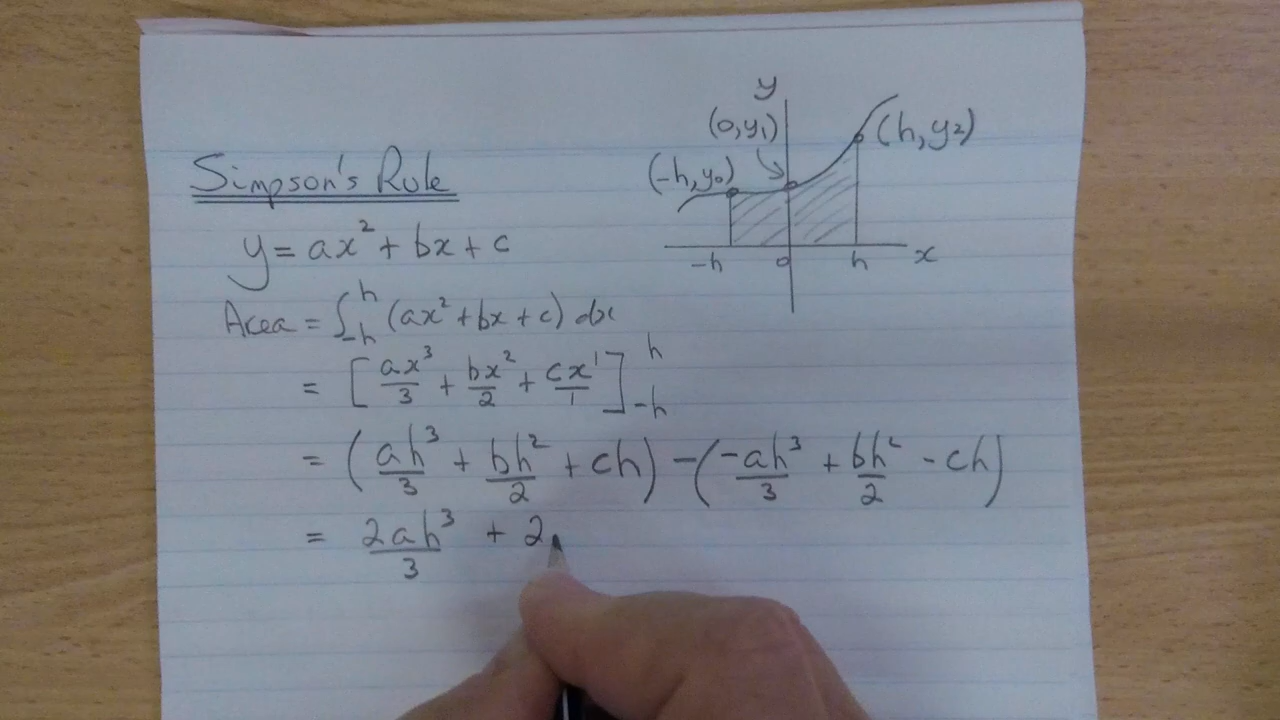 Simpson's Rule
y = ax² + bx + c
Area = ∫₋ₕʰ (ax² + bx + c) dx
= [ax³/3 + bx²/2 + cx¹/1]₋ₕʰ
= (ah³/3 + bh²/2 + ch) - (-ah³/3 + bh²/2 - ch)
= 2ah³/3 + 2
y
(0,y₁)
(h,y₂)
(-h,y₀)
-h 0 h x